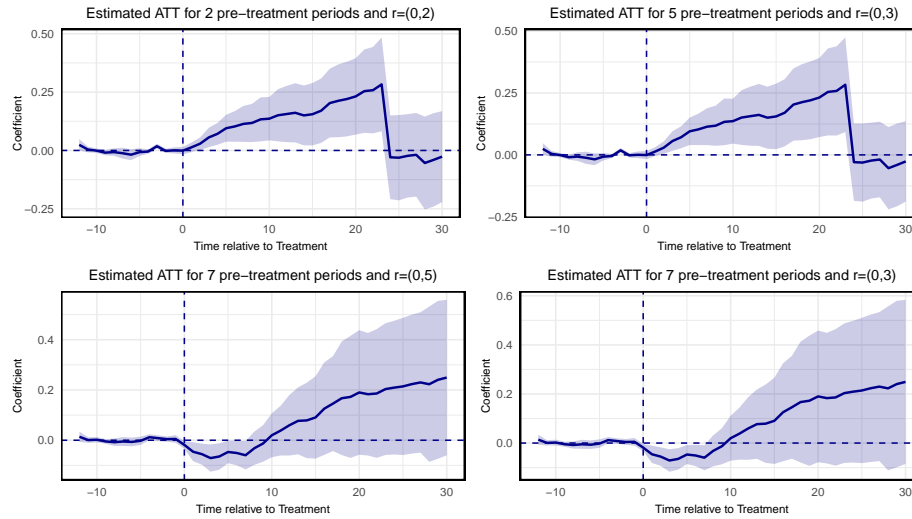 Estimated ATT for 2 pre−treatment periods and r=(0,2)
Coefficient
0.50
0.25
0.00
−0.25
−10
0
10
20
30
Time relative to Treatment
Estimated ATT for 5 pre−treatment periods and r=(0,3)
Coefficient
0.50
0.25
0.00
−0.25
−10
0
10
20
30
Time relative to Treatment
Estimated ATT for 7 pre−treatment periods and r=(0,5)
Coefficient
0.4
0.2
0.0
−10
0
10
20
30
Time relative to Treatment
Estimated ATT for 7 pre−treatment periods and r=(0,3)
Coefficient
0.6
0.4
0.2
0.0
−10
0
10
20
30
Time relative to Treatment